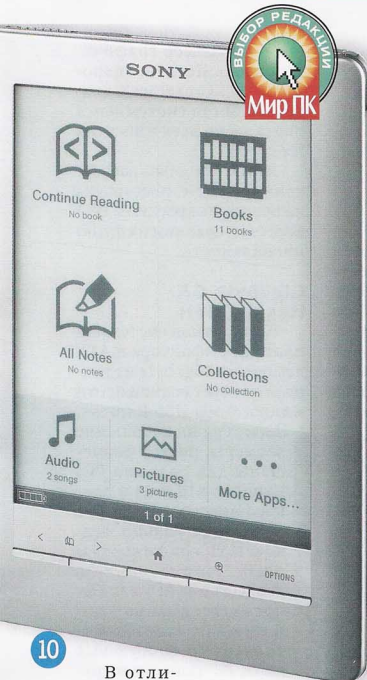 ВЫБОР РЕДАКЦИИ
Мир ПК
SONY
Continue Reading
No book
Books
11 books
All Notes
No notes
Collections
No collection
Audio
2 songs
Pictures
3 pictures
More Apps...
1 of 1
< >
OPTIONS
10
В отли-